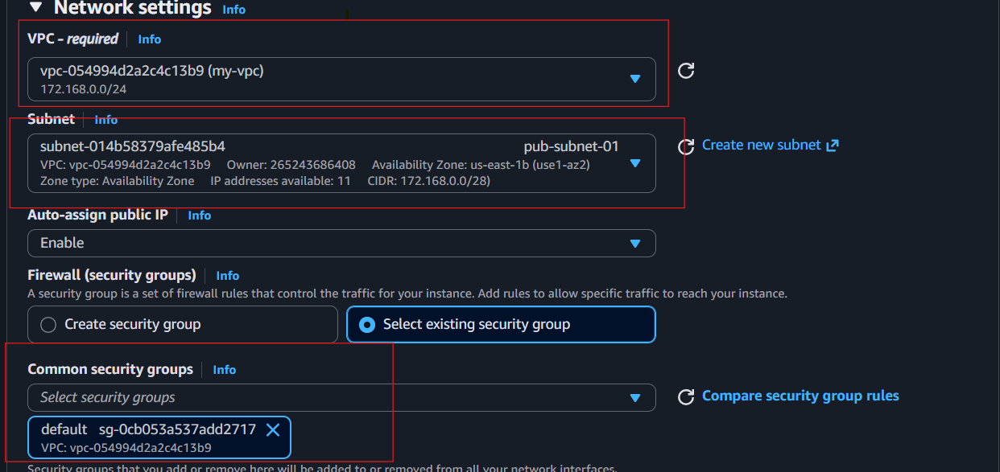 ▼ Network settings Info
VPC - required Info
vpc-054994d2a2c4c13b9 (my-vpc)
172.168.0.0/24
Subnet Info
subnet-014b58379afe485b4 pub-subnet-01
VPC: vpc-054994d2a2c4c13b9 Owner: 265243686408 Availability Zone: us-east-1b (use1-az2)
Zone type: Availability Zone IP addresses available: 11 CIDR: 172.168.0.0/28)
Create new subnet
Auto-assign public IP Info
Enable
Firewall (security groups) Info
A security group is a set of firewall rules that control the traffic for your instance. Add rules to allow specific traffic to reach your instance.
Create security group
Select existing security group
Common security groups Info
Select security groups
Compare security group rules
default sg-0cb053a537add2717
VPC: vpc-054994d2a2c4c13b9
Security groups that you add or remove here will be added to or removed from all your network interfaces.